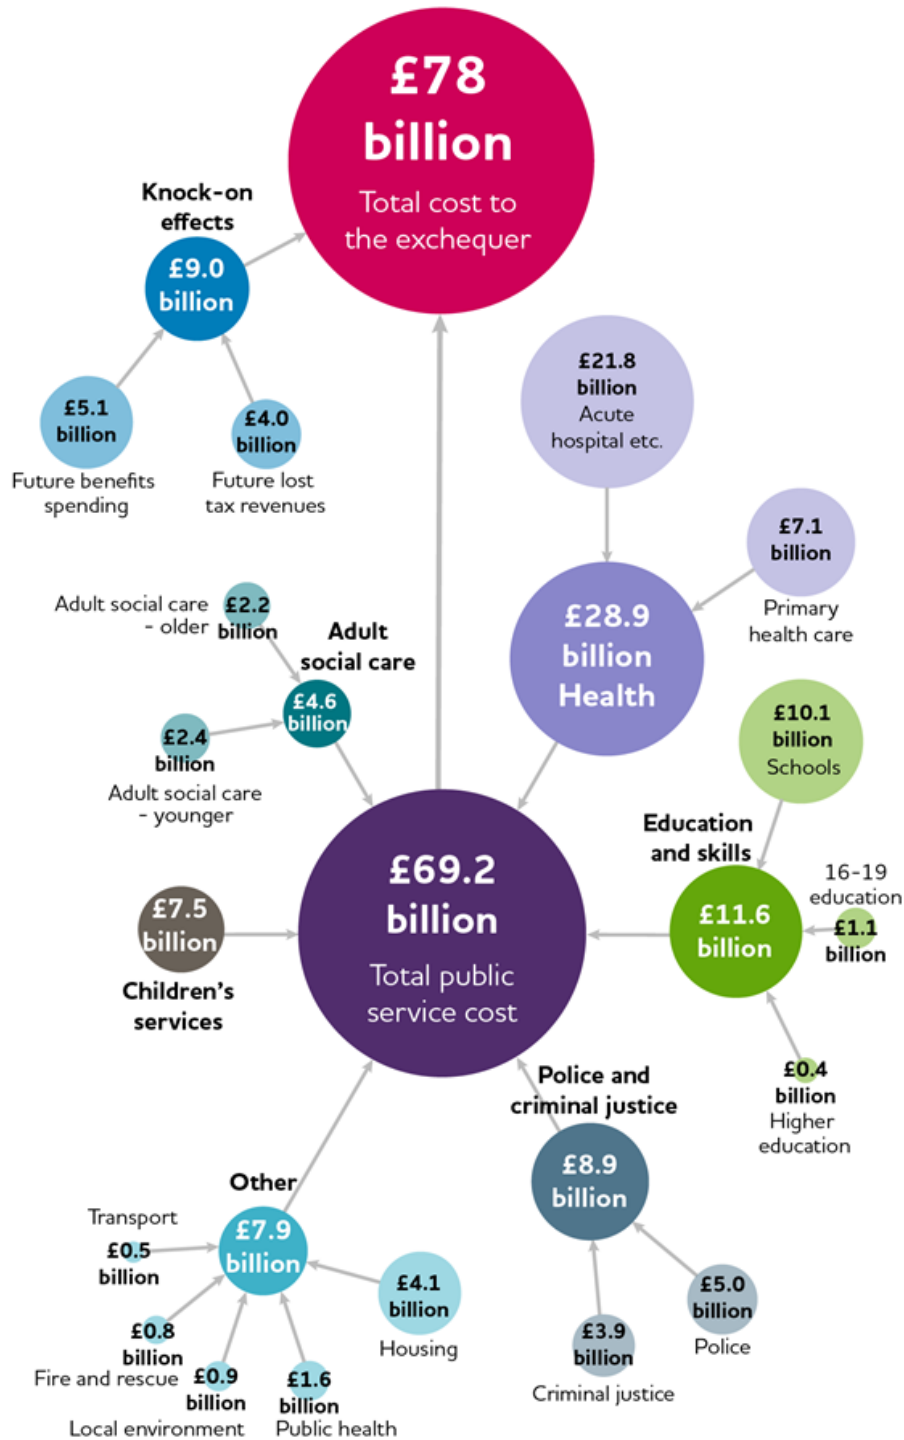 £78
billion
Total cost to
the exchequer
Knock-on
effects
£9.0
billion
£5.1
billion
Future benefits
spending
£4.0
billion
Future lost
tax revenues
£21.8
billion
Acute
hospital etc.
£7.1
billion
Primary
health care
£28.9
billion
Health
Adult social care
- older
£2.2
billion
Adult
social care
£4.6
billion
£2.4
billion
Adult social care
- younger
£10.1
billion
Schools
Education
and skills
£11.6
billion
16-19
education
£1.1
billion
£0.4
billion
Higher
education
£69.2
billion
Total public
service cost
£7.5
billion
Children's
services
Police and
criminal justice
£8.9
billion
£5.0
billion
Police
£3.9
billion
Criminal justice
Other
£7.9
billion
Transport
£0.5
billion
£0.8
billion
Fire and rescue
£0.9
billion
Local environment
£1.6
billion
Public health
£4.1
billion
Housing